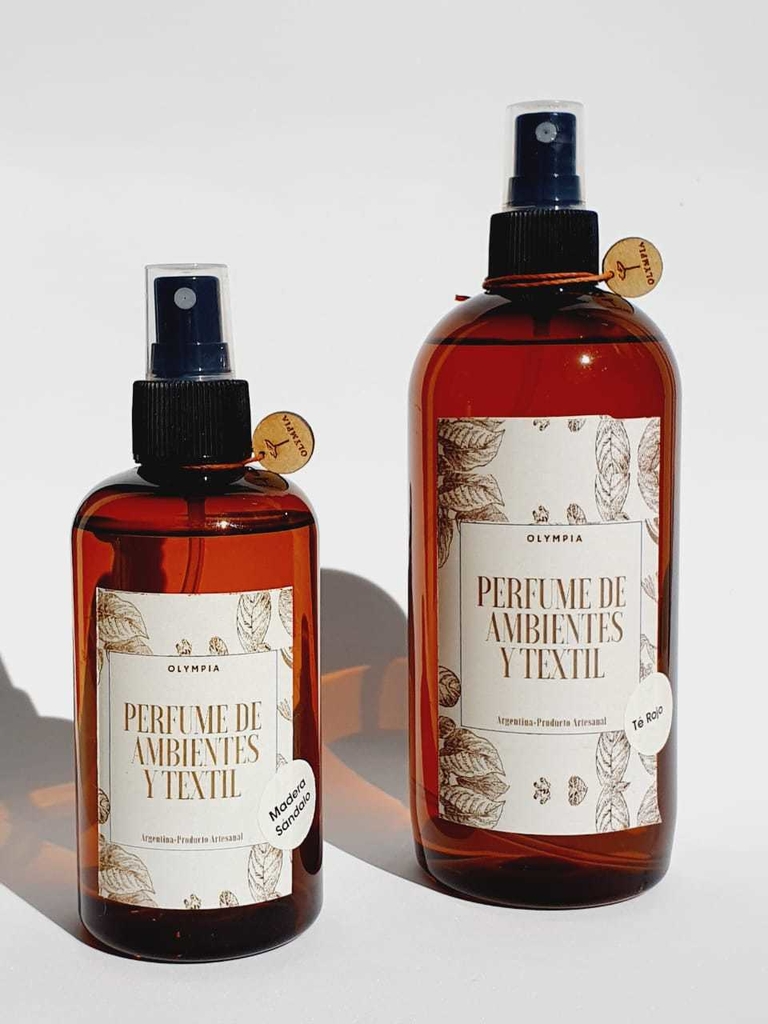 OLYMPIA
OLYMPIA
PERFUME DE
AMBIENTES
Y TEXTIL
Argentina-Producto Artesanal
Madera
Sándalo
OLYMPIA
OLYMPIA
PERFUME DE
AMBIENTES
Y TEXTIL
Argentina-Producto Artesanal
Té Rojo